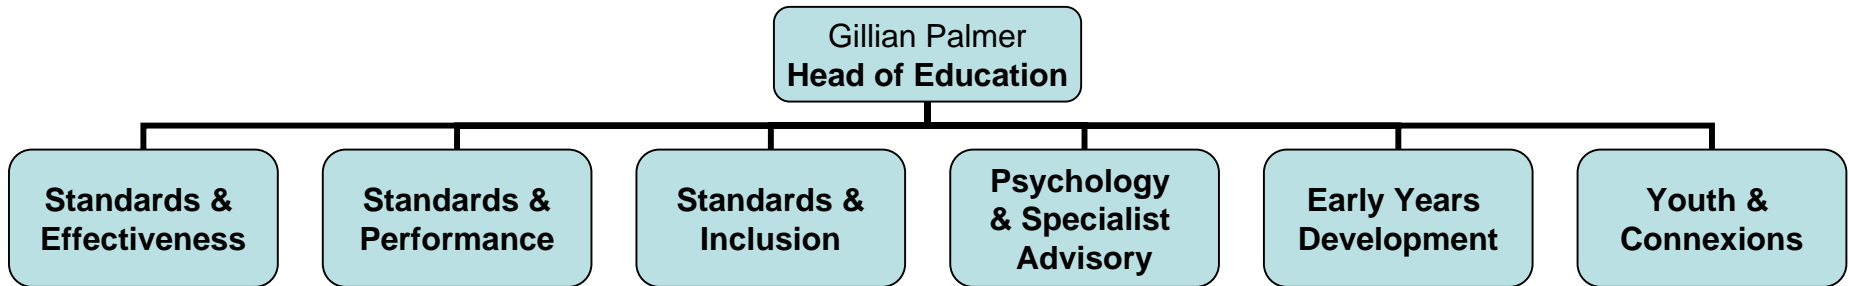 Gillian Palmer
Head of Education
Standards &
Effectiveness
Standards &
Performance
Standards &
Inclusion
Psychology
& Specialist
Advisory
Early Years
Development
Youth &
Connexions